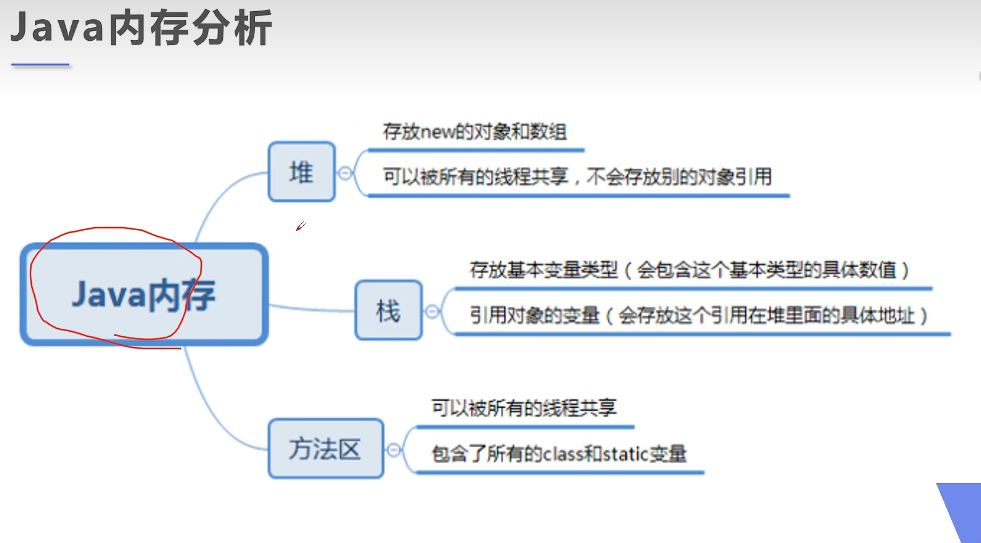 Java内存分析
存放new的对象和数组
堆
可以被所有的线程共享，不会存放别的对象引用
存放基本变量类型（会包含这个基本类型的具体数值）
Java内存
栈
引用对象的变量（会存放这个引用在堆里面的具体地址）
可以被所有的线程共享
方法区
包含了所有的class和static变量